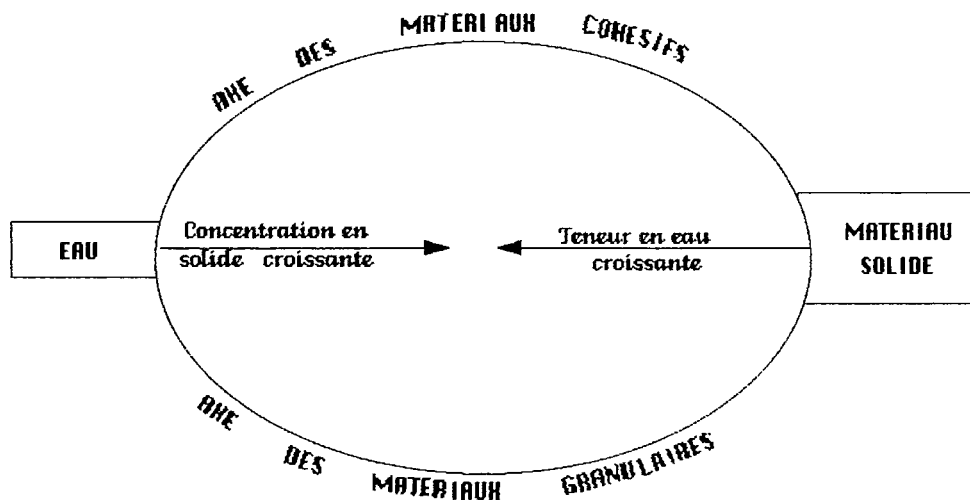 AXE DES MATERIAUX COHESIFS
EAU
Concentration en
solide croissante
Teneur en eau
croissante
MATERIAU
SOLIDE
AXE DES MATERIAUX GRANULAIRES